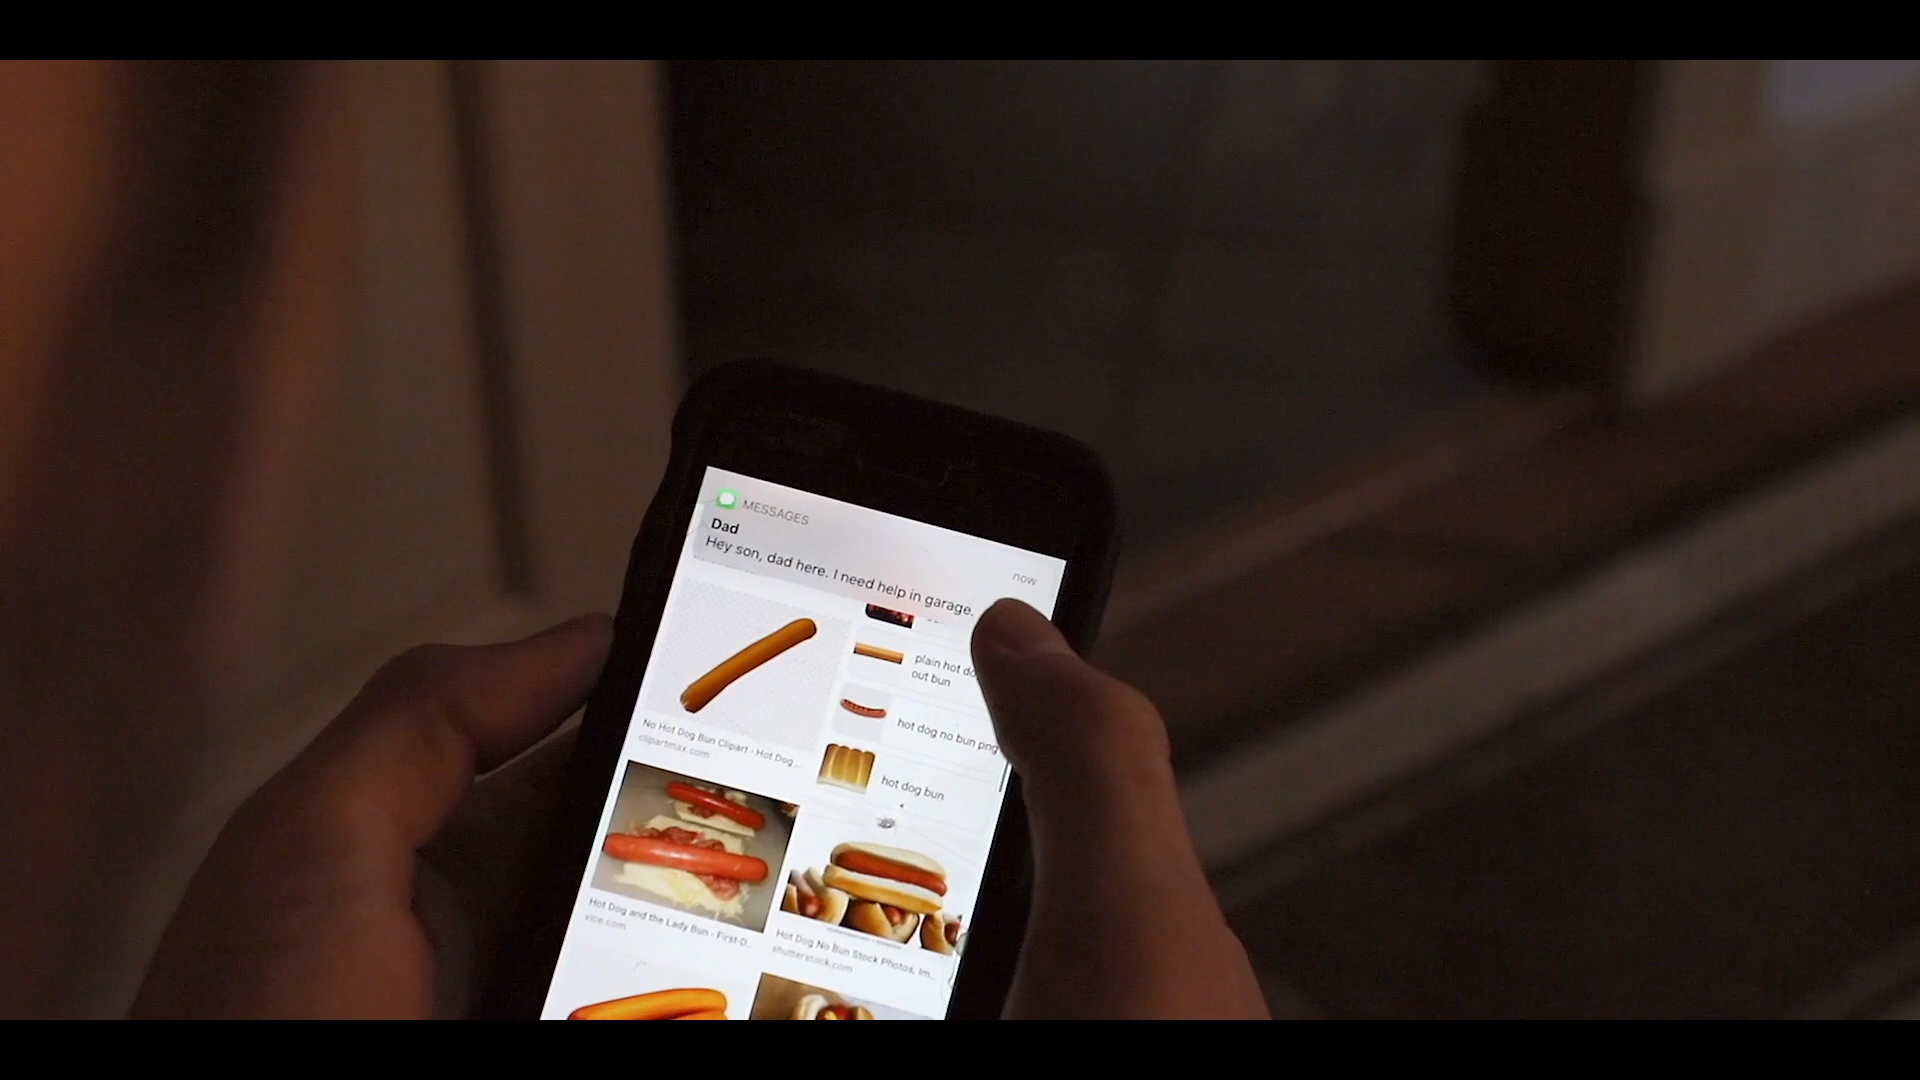 MESSAGES
now
Dad
Hey son, dad here. I need help in garage.
plain hot
out bun
hot dog no bun png
hot dog bun
No Hot Dog Bun Clipart - Hot Dog ...
clipartmax.com
Hot Dog and the Lady Bun - First-D...
vice.com
Hot Dog No Bun Stock Photos, Im...
shutterstock.com